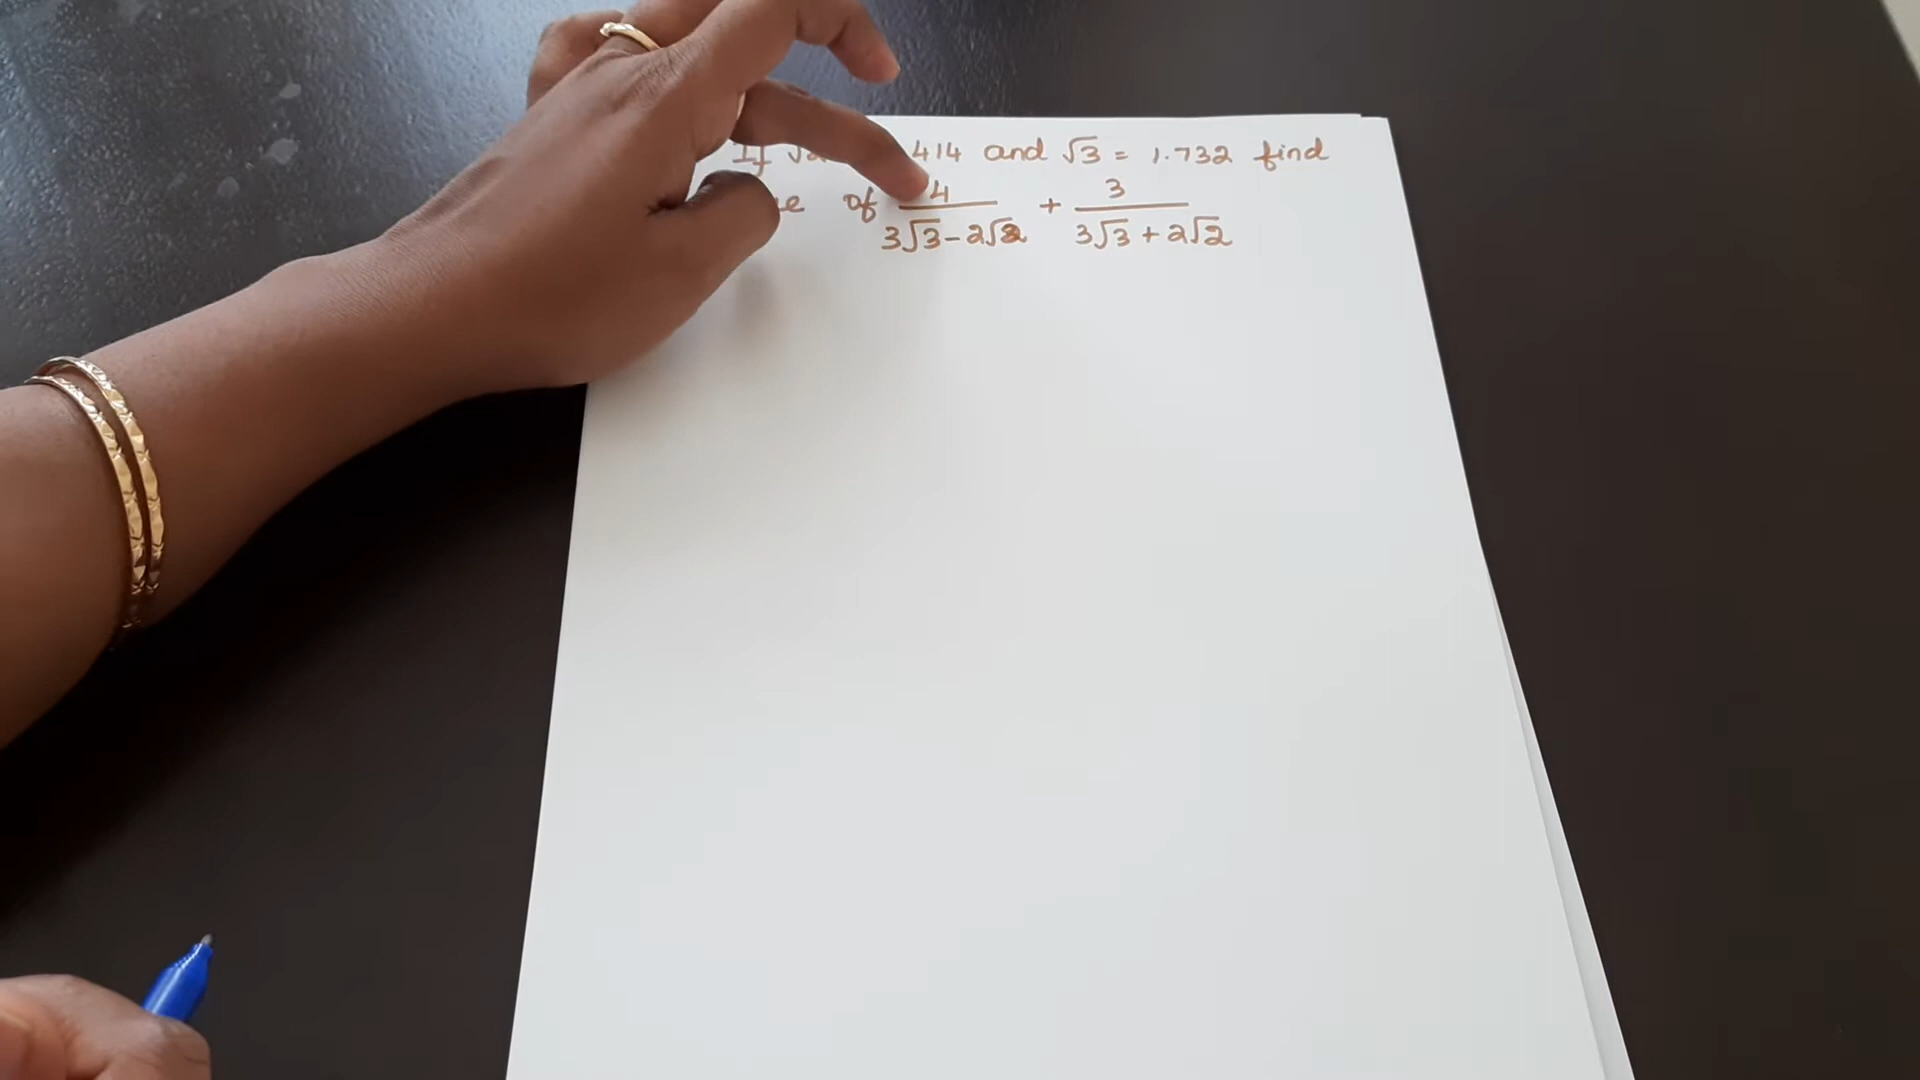 If 414 and √3 = 1.732 find
of 4/(3√3-2√2) + 3/(3√3+2√2)